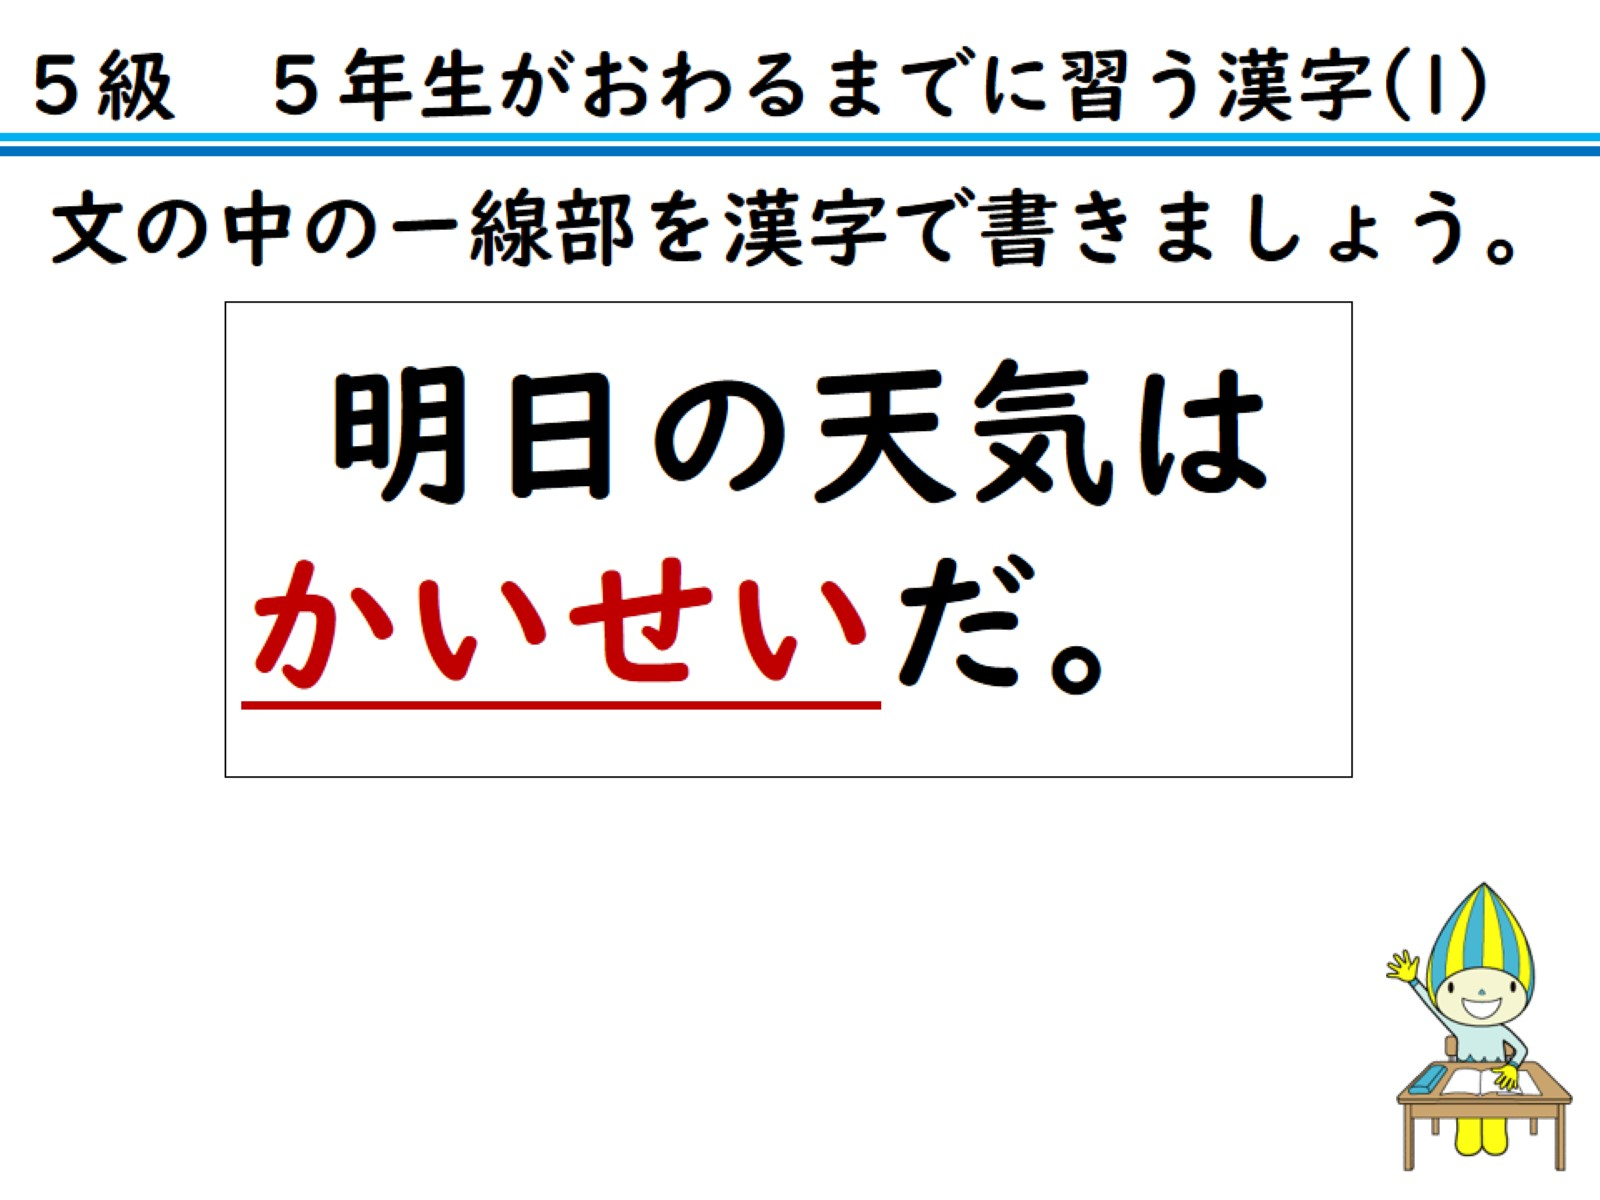 ５級　５年生がおわるまでに習う漢字(1)
文の中の―線部を漢字で書きましょう。
明日の天気は
かいせいだ。